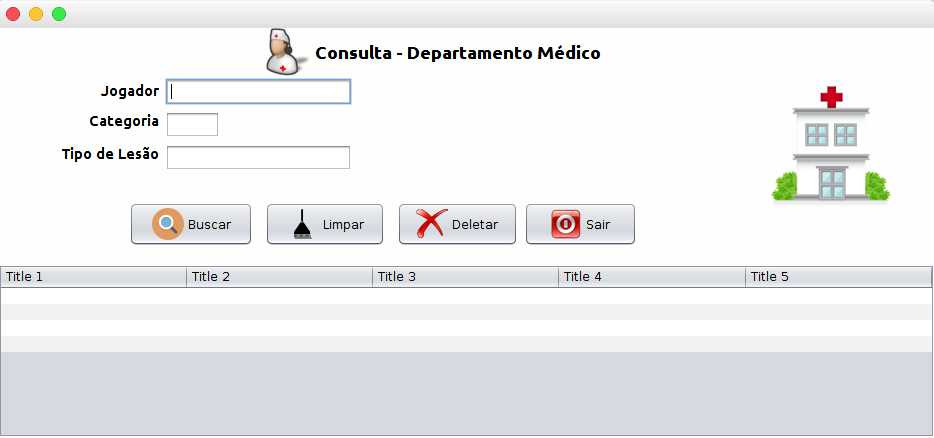 Consulta - Departamento Médico
Jogador
Categoria
Tipo de Lesão
Buscar Limpar Deletar Sair
Title 1 Title 2 Title 3 Title 4 Title 5